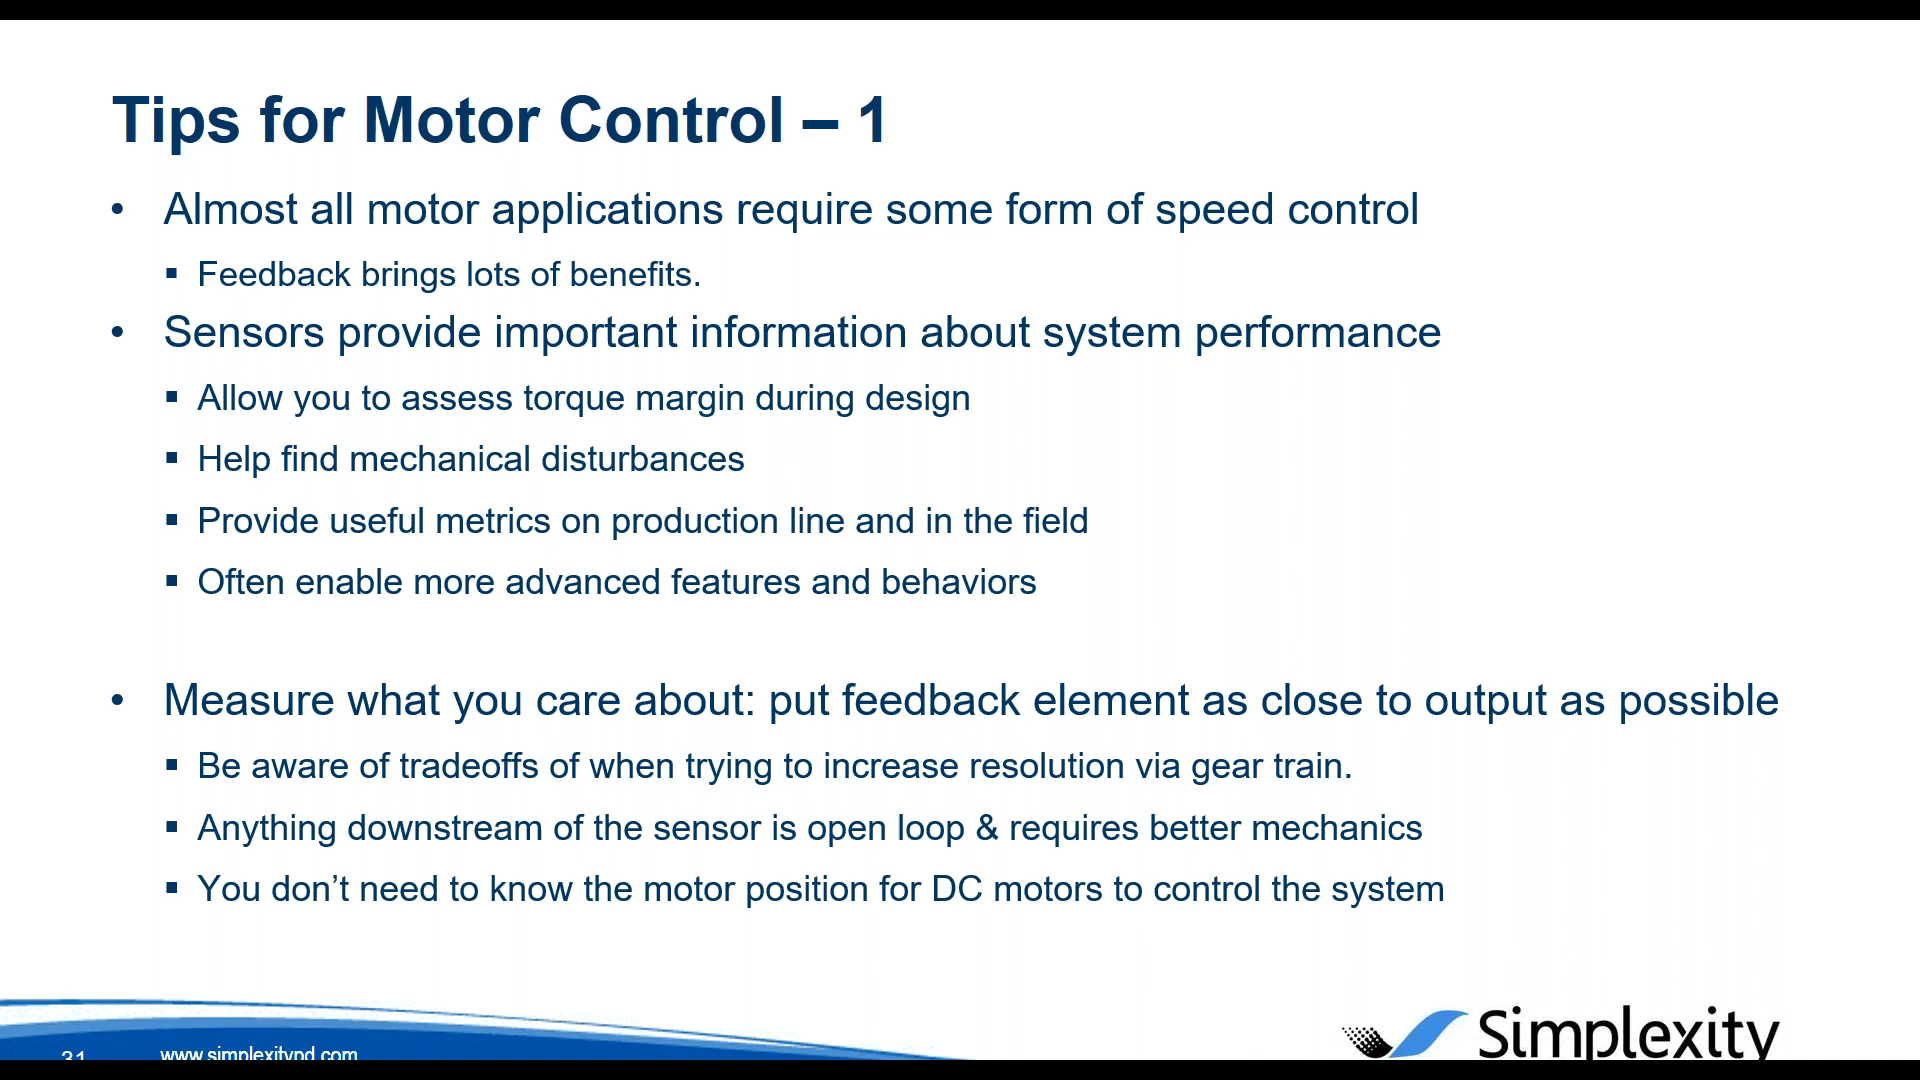 Tips for Motor Control – 1
• Almost all motor applications require some form of speed control
▪ Feedback brings lots of benefits.
• Sensors provide important information about system performance
▪ Allow you to assess torque margin during design
▪ Help find mechanical disturbances
▪ Provide useful metrics on production line and in the field
▪ Often enable more advanced features and behaviors
• Measure what you care about: put feedback element as close to output as possible
▪ Be aware of tradeoffs of when trying to increase resolution via gear train.
▪ Anything downstream of the sensor is open loop & requires better mechanics
▪ You don’t need to know the motor position for DC motors to control the system
31
www.simplexitypd.com
Simplexity